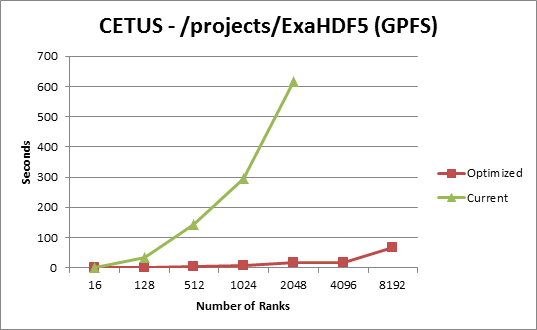 CETUS - /projects/ExaHDF5 (GPFS)
700
600
500
400
300
200
100
0
Seconds
16 128 512 1024 2048 4096 8192
Number of Ranks
Optimized
Current